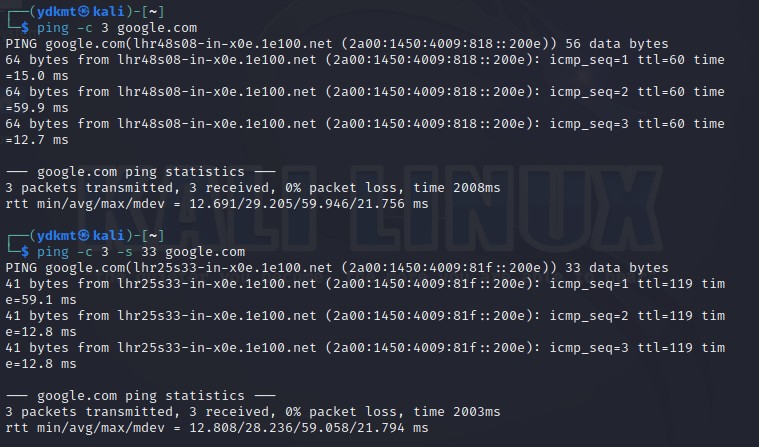 ┌──(ydkmt㉿kali)-[~]
└─$ ping -c 3 google.com
PING google.com(lhr48s08-in-x0e.1e100.net (2a00:1450:4009:818::200e)) 56 data bytes
64 bytes from lhr48s08-in-x0e.1e100.net (2a00:1450:4009:818::200e): icmp_seq=1 ttl=60 time
=15.0 ms
64 bytes from lhr48s08-in-x0e.1e100.net (2a00:1450:4009:818::200e): icmp_seq=2 ttl=60 time
=59.9 ms
64 bytes from lhr48s08-in-x0e.1e100.net (2a00:1450:4009:818::200e): icmp_seq=3 ttl=60 time
=12.7 ms
--- google.com ping statistics ---
3 packets transmitted, 3 received, 0% packet loss, time 2008ms
rtt min/avg/max/mdev = 12.691/29.205/59.946/21.756 ms
KALI LINUX
┌──(ydkmt㉿kali)-[~]
└─$ ping -c 3 -s 33 google.com
PING google.com(lhr25s33-in-x0e.1e100.net (2a00:1450:4009:81f::200e)) 33 data bytes
41 bytes from lhr25s33-in-x0e.1e100.net (2a00:1450:4009:81f::200e): icmp_seq=1 ttl=119 tim
e=59.1 ms
41 bytes from lhr25s33-in-x0e.1e100.net (2a00:1450:4009:81f::200e): icmp_seq=2 ttl=119 tim
e=12.8 ms
41 bytes from lhr25s33-in-x0e.1e100.net (2a00:1450:4009:81f::200e): icmp_seq=3 ttl=119 tim
e=12.8 ms
--- google.com ping statistics ---
3 packets transmitted, 3 received, 0% packet loss, time 2003ms
rtt min/avg/max/mdev = 12.808/28.236/59.058/21.794 ms